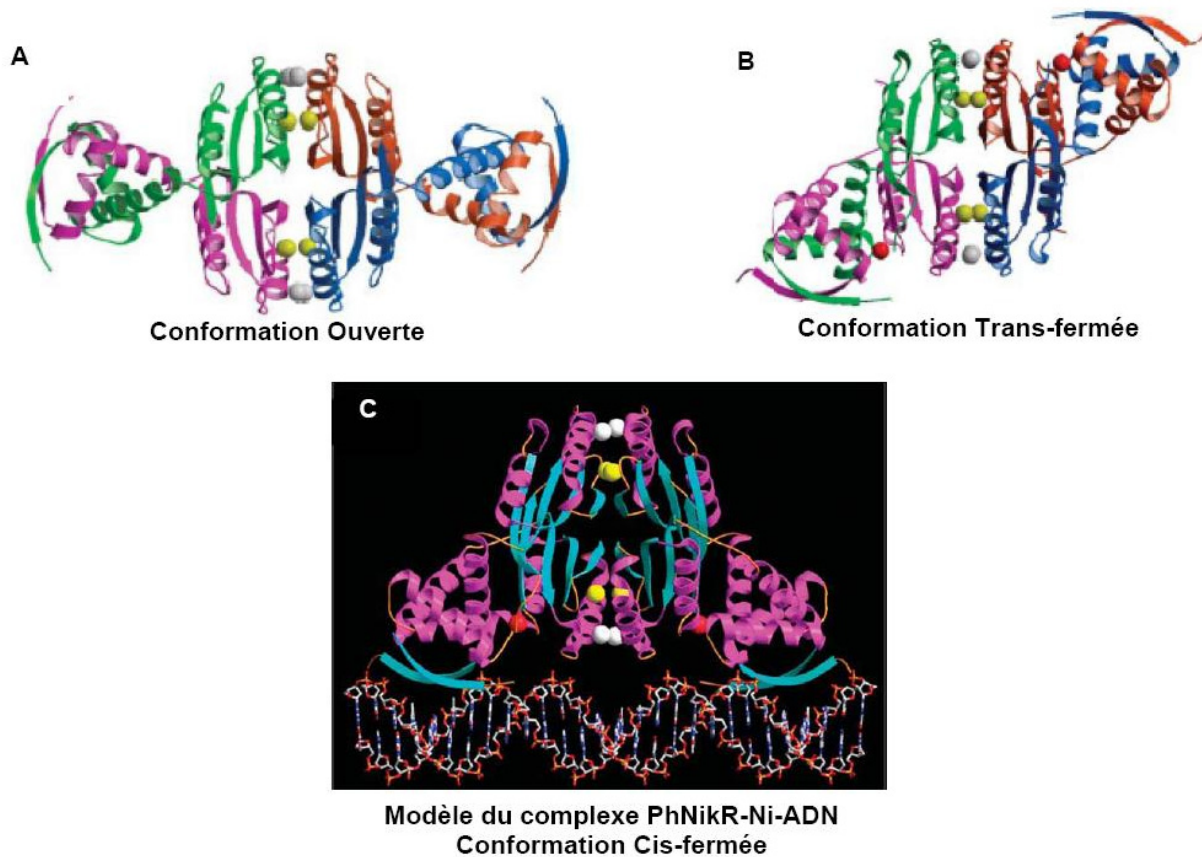 A
Conformation Ouverte
B
Conformation Trans-fermée
C
Modèle du complexe PhNikR-Ni-ADN
Conformation Cis-fermée